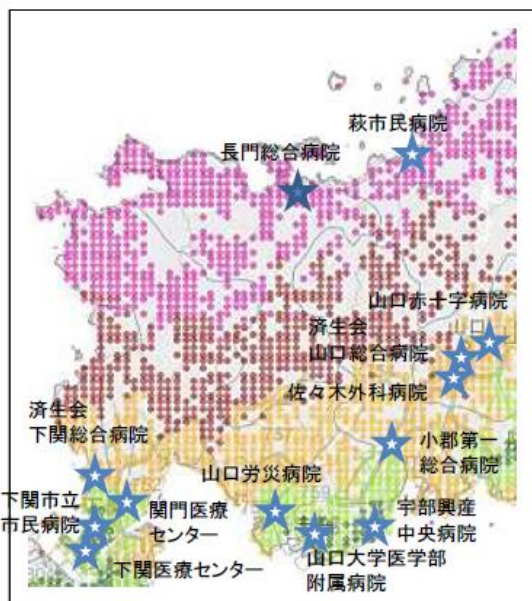 萩市民病院
長門総合病院
山口赤十字病院
済生会
山口総合病院
佐々木外科病院
済生会
下関総合病院
小郡第一
総合病院
山口労災病院
下関市立
市民病院
関門医療
センター
宇部興産
中央病院
下関医療センター
山口大学医学部
附属病院